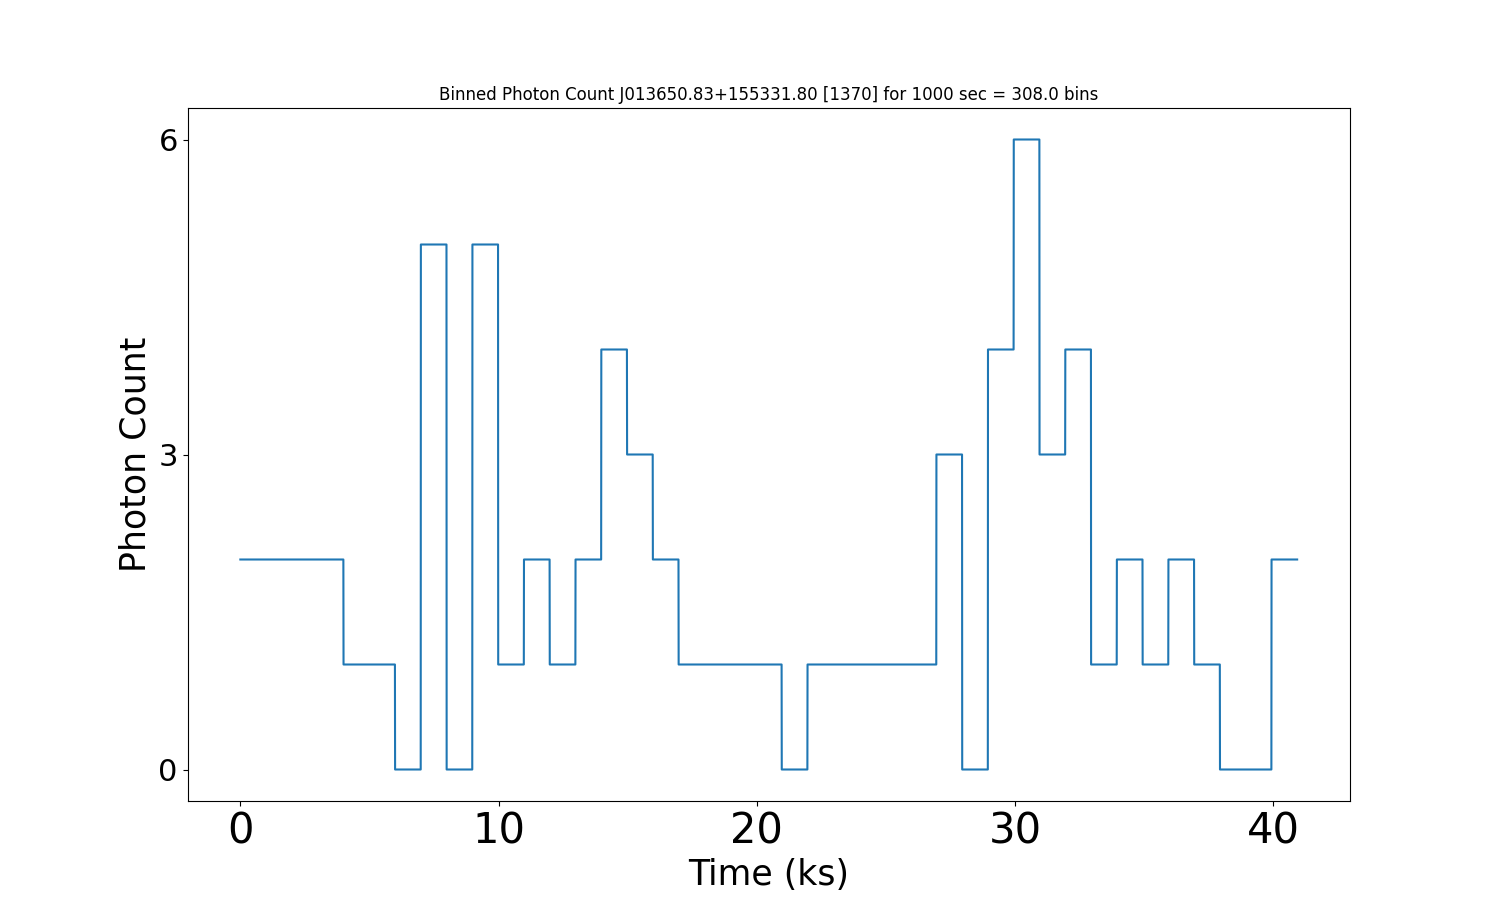 Binned Photon Count J013650.83+155331.80 [1370] for 1000 sec = 308.0 bins
6
3
0
Photon Count
0 10 20 30 40
Time (ks)